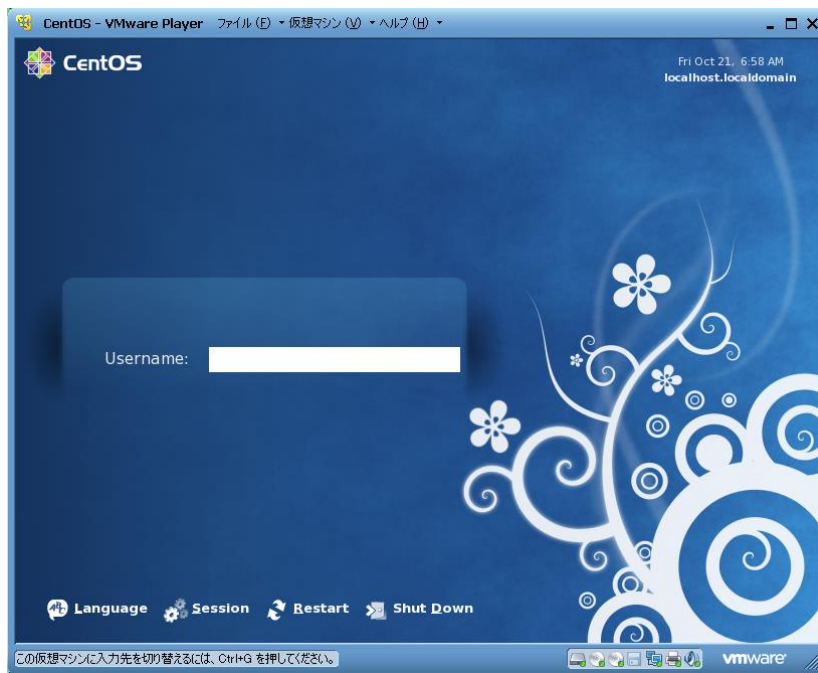 CentOS - VMware Player ファイル(F) ▾ 仮想マシン(V) ▾ ヘルプ(H) ▾
CentOS
Fri Oct 21, 6:58 AM
localhost.localdomain
Username:
Language Session Restart Shut Down
この仮想マシンに入力先を切り替えるには、Ctrl+G を押してください。
vmware